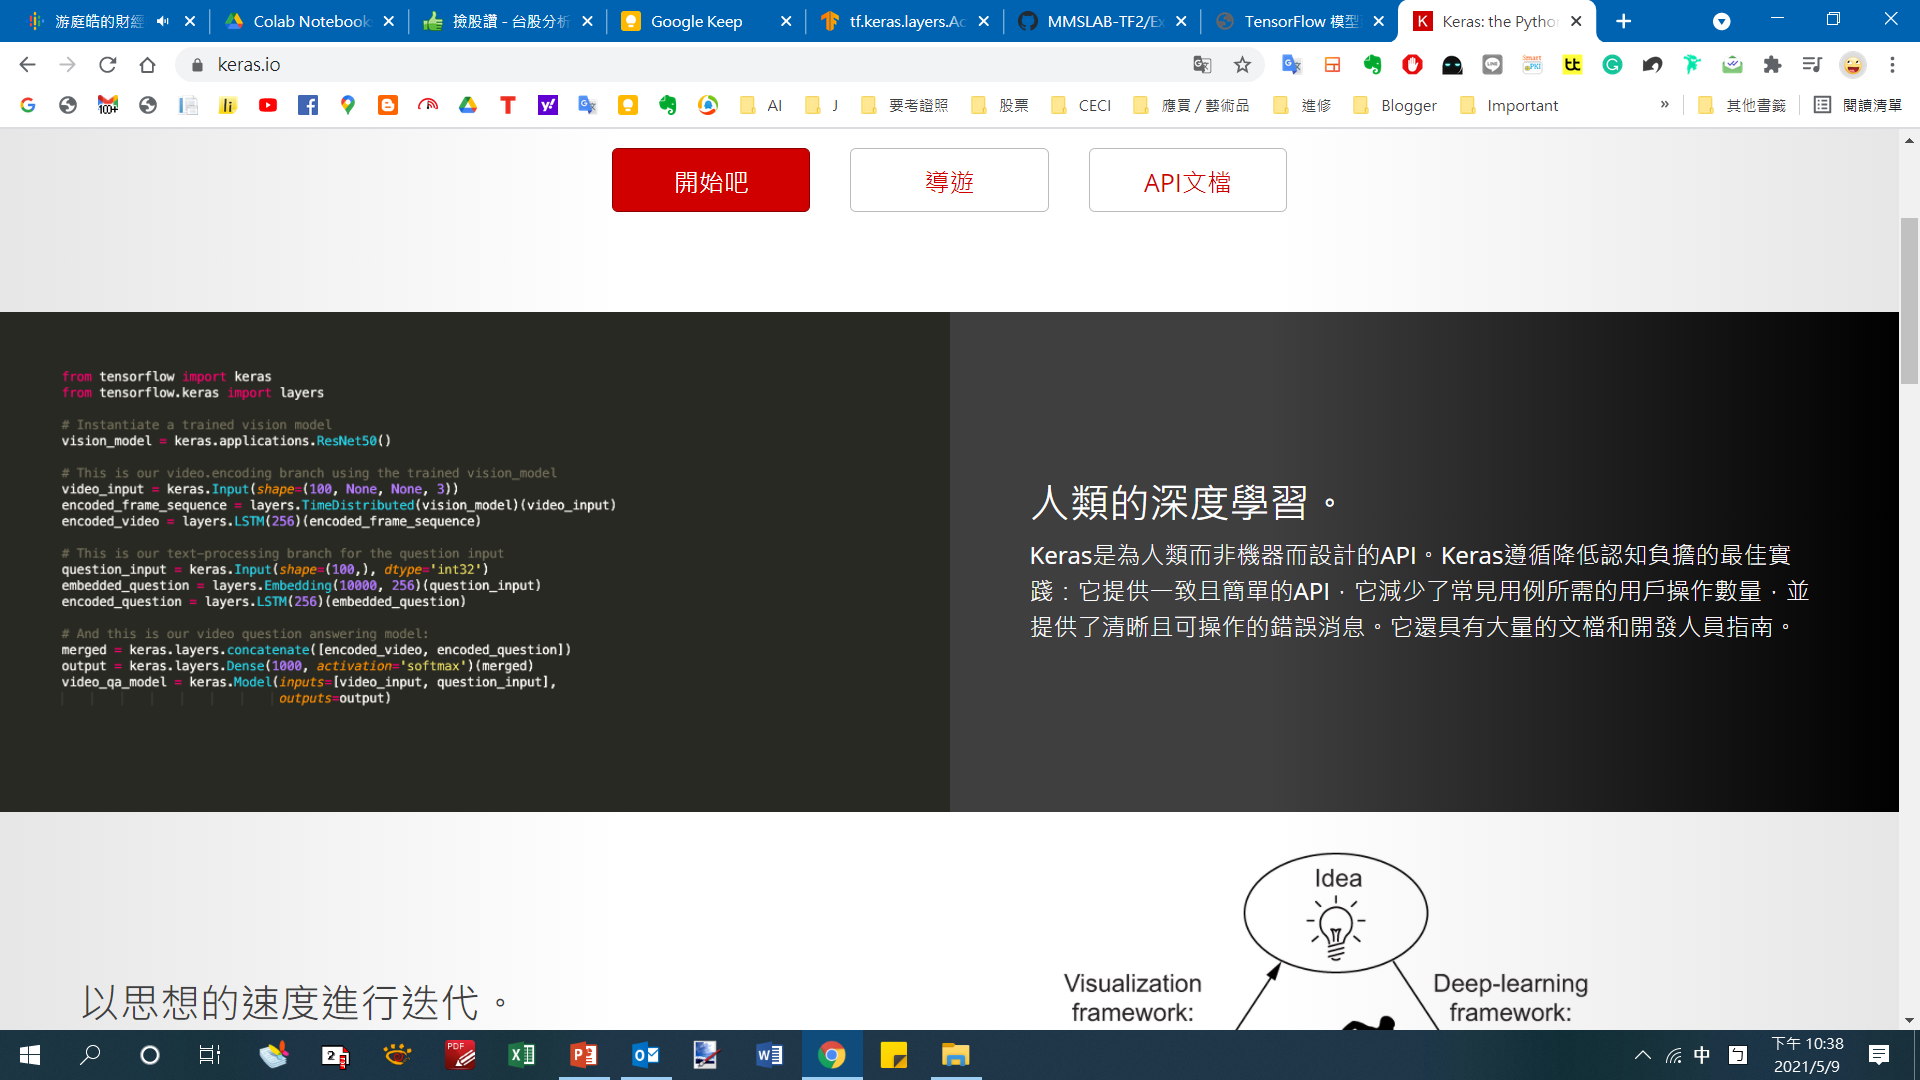 游庭皓的財經
Colab Notebook
撿股讚 - 台股分析
Google Keep
tf.keras.layers.Ac
MMSLAB-TF2/Ex
TensorFlow 模型
Keras: the Pytho
keras.io
AI
J
要考證照
股票
CECI
應買 / 藝術品
進修
Blogger
Important
»
其他書籤
閱讀清單
開始吧
導遊
API文檔
from tensorflow import keras
from tensorflow.keras import layers
# Instantiate a trained vision model
vision_model = keras.applications.ResNet50()
# This is our video.encoding branch using the trained vision_model
video_input = keras.Input(shape=(100, None, None, 3))
encoded_frame_sequence = layers.TimeDistributed(vision_model)(video_input)
encoded_video = layers.LSTM(256)(encoded_frame_sequence)
# This is our text-processing branch for the question input
question_input = keras.Input(shape=(100,), dtype='int32')
embedded_question = layers.Embedding(10000, 256)(question_input)
encoded_question = layers.LSTM(256)(embedded_question)
# And this is our video question answering model:
merged = keras.layers.concatenate([encoded_video, encoded_question])
output = keras.layers.Dense(1000, activation='softmax')(merged)
video_qa_model = keras.Model(inputs=[video_input, question_input],
outputs=output)
人類的深度學習。
Keras是為人類而非機器而設計的API。Keras遵循降低認知負擔的最佳實
踐：它提供一致且簡單的API，它減少了常見用例所需的用戶操作數量，並
提供了清晰且可操作的錯誤消息。它還具有大量的文檔和開發人員指南。
以思想的速度進行迭代。
Idea
Visualization
framework:
Deep-learning
framework:
中
下午 10:38
2021/5/9